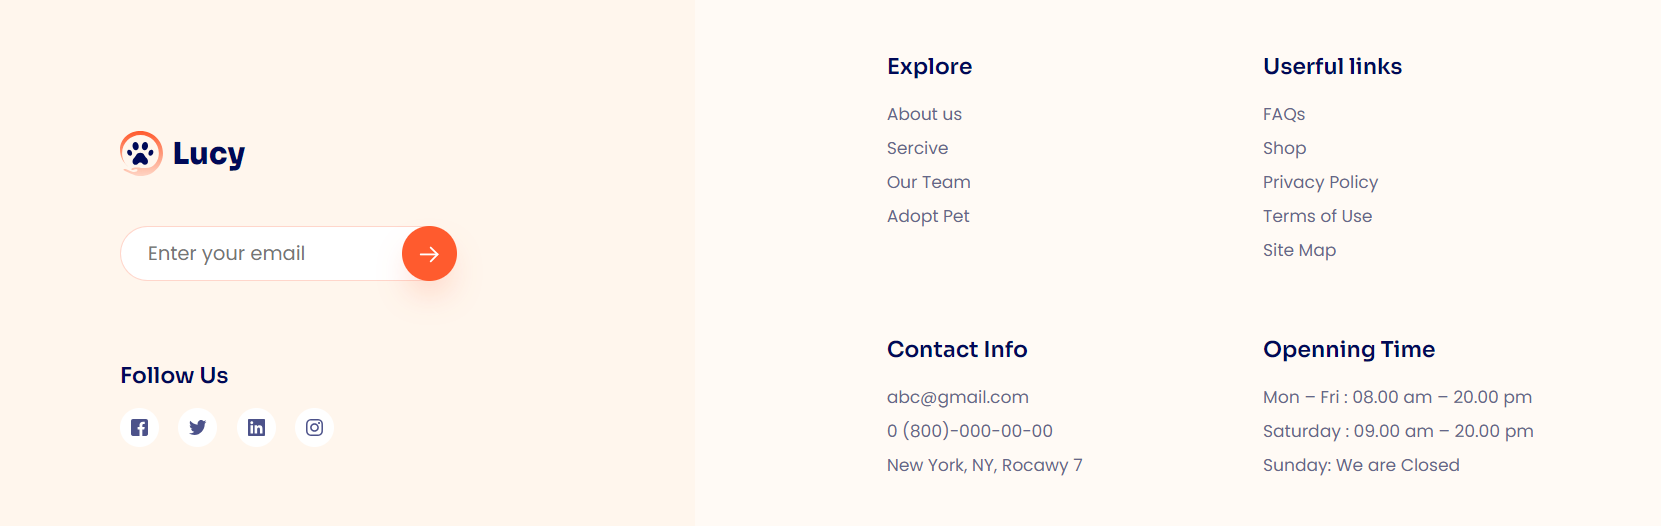 Lucy
Enter your email
Follow Us
Explore
About us
Sercive
Our Team
Adopt Pet
Userful links
FAQs
Shop
Privacy Policy
Terms of Use
Site Map
Contact Info
abc@gmail.com
0 (800)-000-00-00
New York, NY, Rocawy 7
Openning Time
Mon – Fri : 08.00 am – 20.00 pm
Saturday : 09.00 am – 20.00 pm
Sunday: We are Closed